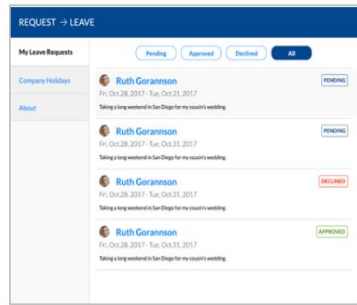 REQUEST → LEAVE
My Leave Requests
Company Holidays
About
Pending Approved Declined All
Ruth Gorannson PENDING
Fri, Oct.28, 2017 - Tue, Oct.31, 2017
Taking a long weekend in San Diego for my cousin's wedding.
Ruth Gorannson PENDING
Fri, Oct.28, 2017 - Tue, Oct.31, 2017
Taking a long weekend in San Diego for my cousin's wedding.
Ruth Gorannson DECLINED
Fri, Oct.28, 2017 - Tue, Oct.31, 2017
Taking a long weekend in San Diego for my cousin's wedding.
Ruth Gorannson APPROVED
Fri, Oct.28, 2017 - Tue, Oct.31, 2017
Taking a long weekend in San Diego for my cousin's wedding.